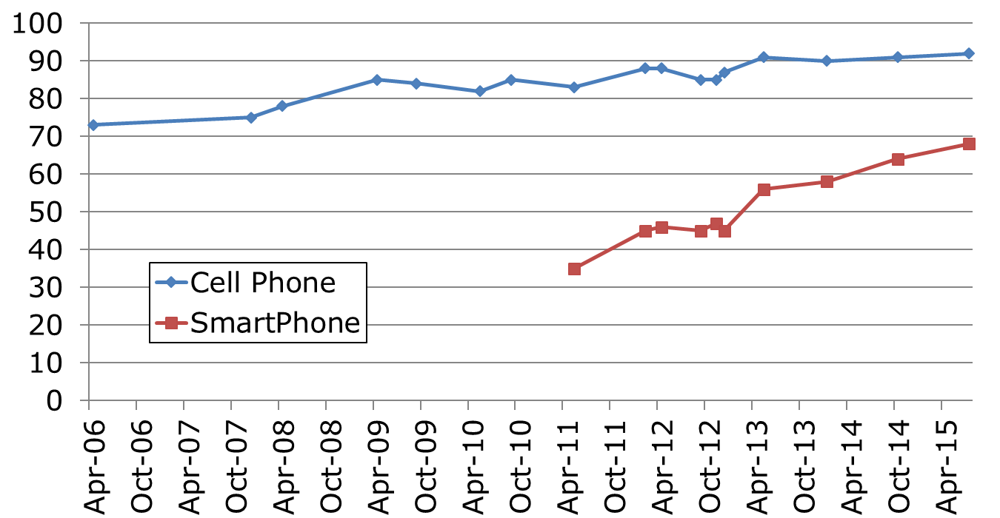 100
90
80
70
60
50
40
30
20
10
0
Cell Phone
SmartPhone
Apr-06
Oct-06
Apr-07
Oct-07
Apr-08
Oct-08
Apr-09
Oct-09
Apr-10
Oct-10
Apr-11
Oct-11
Apr-12
Oct-12
Apr-13
Oct-13
Apr-14
Oct-14
Apr-15